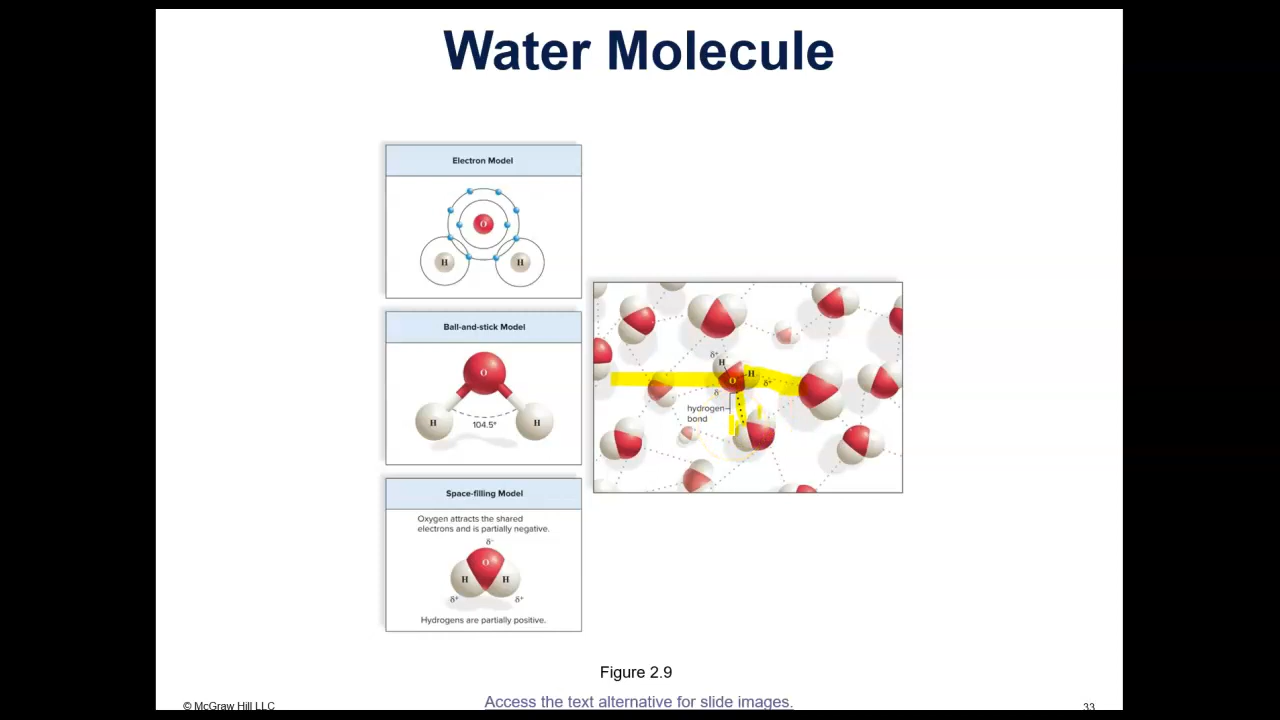 Water Molecule
Electron Model
O
H H
Ball-and-stick Model
O
H H
104.5°
Space-filling Model
Oxygen attracts the shared
electrons and is partially negative.
δ⁻
O
H H
δ⁺ δ⁺
Hydrogens are partially positive.
δ⁺
H
H
O
δ⁺
δ
hydrogen
bond
Figure 2.9
Access the text alternative for slide images.
© McGraw Hill LLC
33